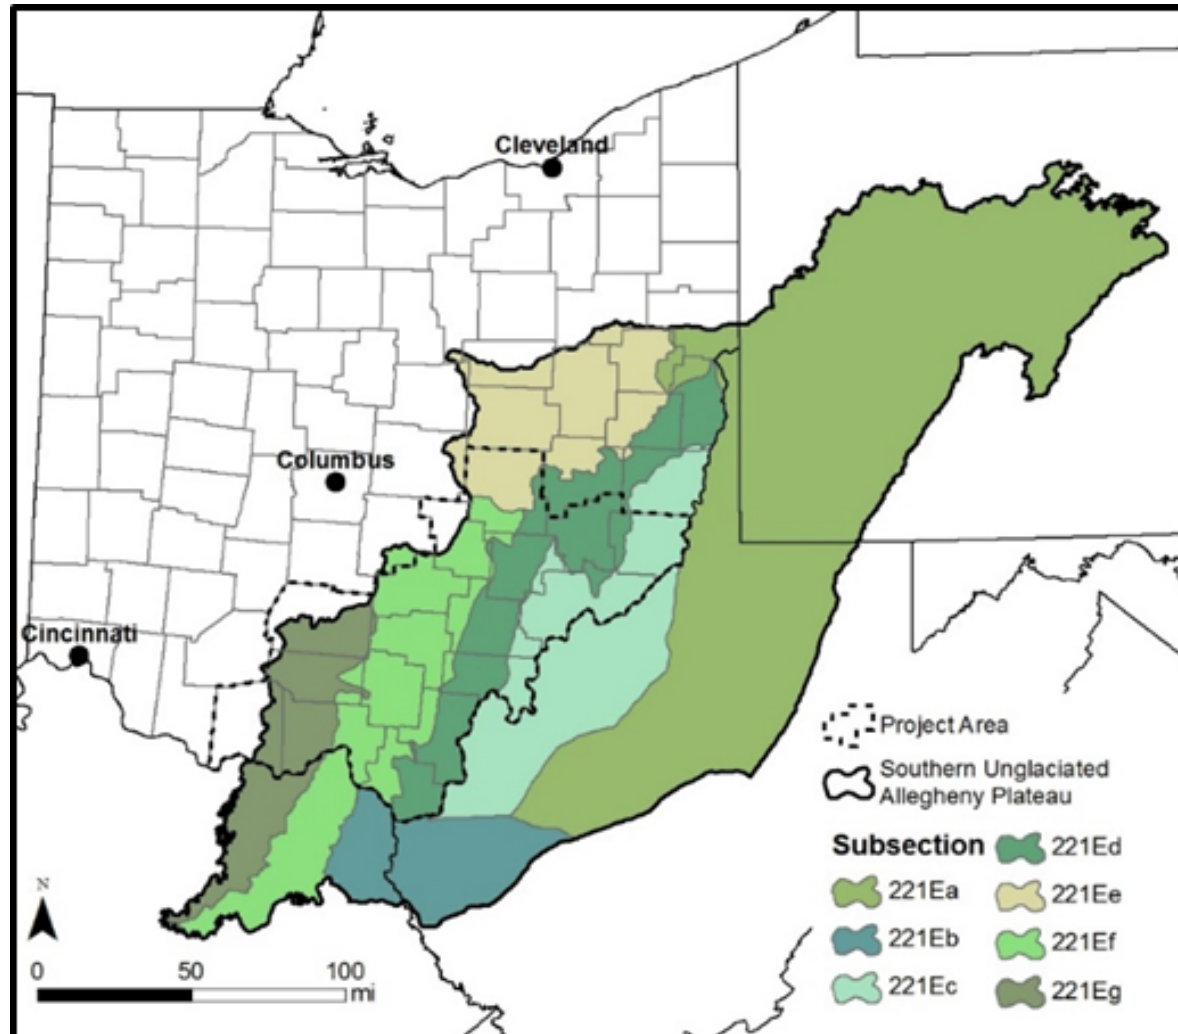 Cleveland
Columbus
Cincinnati
Project Area
Southern Unglaciated
Allegheny Plateau
Subsection
221Ea
221Eb
221Ec
221Ed
221Ee
221Ef
221Eg
N
0 50 100
mi